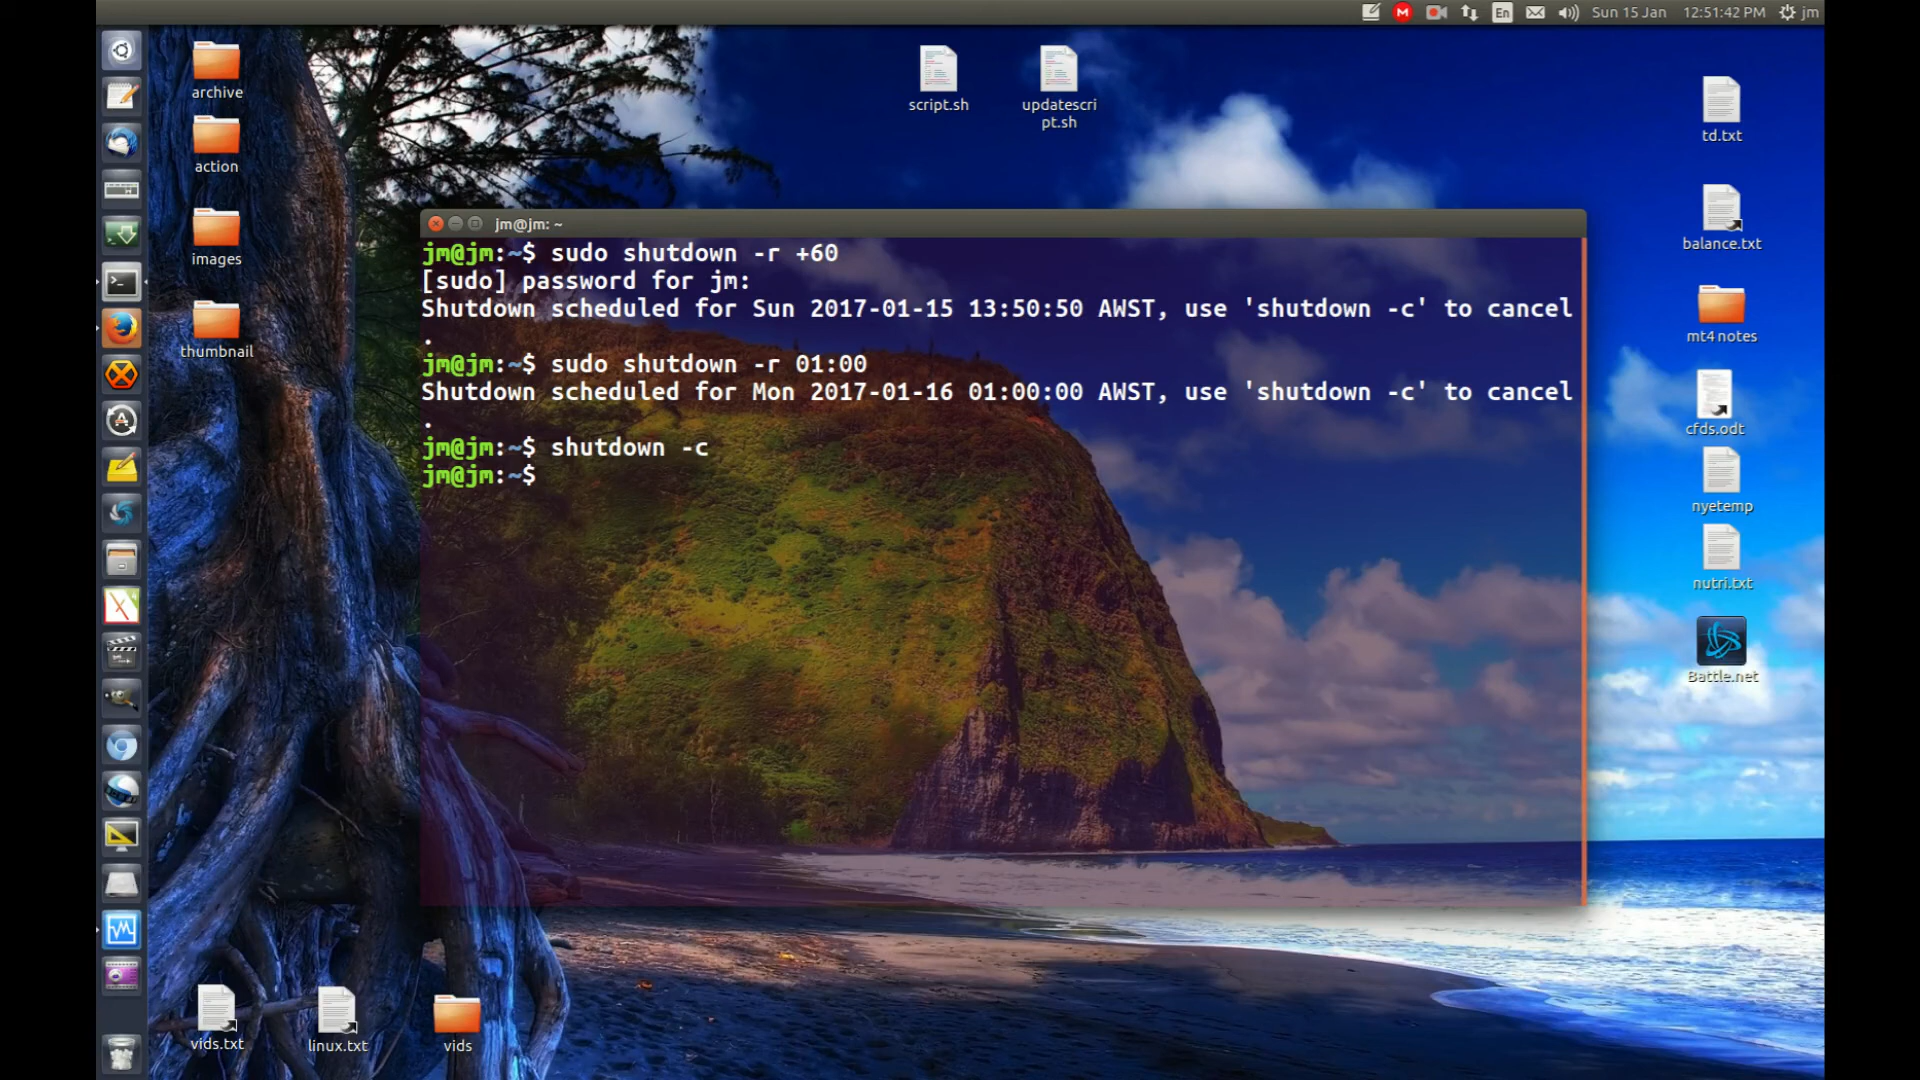 En
Sun 15 Jan
12:51:42 PM
jm
archive
action
images
thumbnail
script.sh
updatescri
pt.sh
td.txt
balance.txt
mt4 notes
cfds.odt
nyetemp
nutri.txt
Battle.net
jm@jm: ~
jm@jm:~$ sudo shutdown -r +60
[sudo] password for jm:
Shutdown scheduled for Sun 2017-01-15 13:50:50 AWST, use 'shutdown -c' to cancel
.
jm@jm:~$ sudo shutdown -r 01:00
Shutdown scheduled for Mon 2017-01-16 01:00:00 AWST, use 'shutdown -c' to cancel
.
jm@jm:~$ shutdown -c
jm@jm:~$
vids.txt
linux.txt
vids